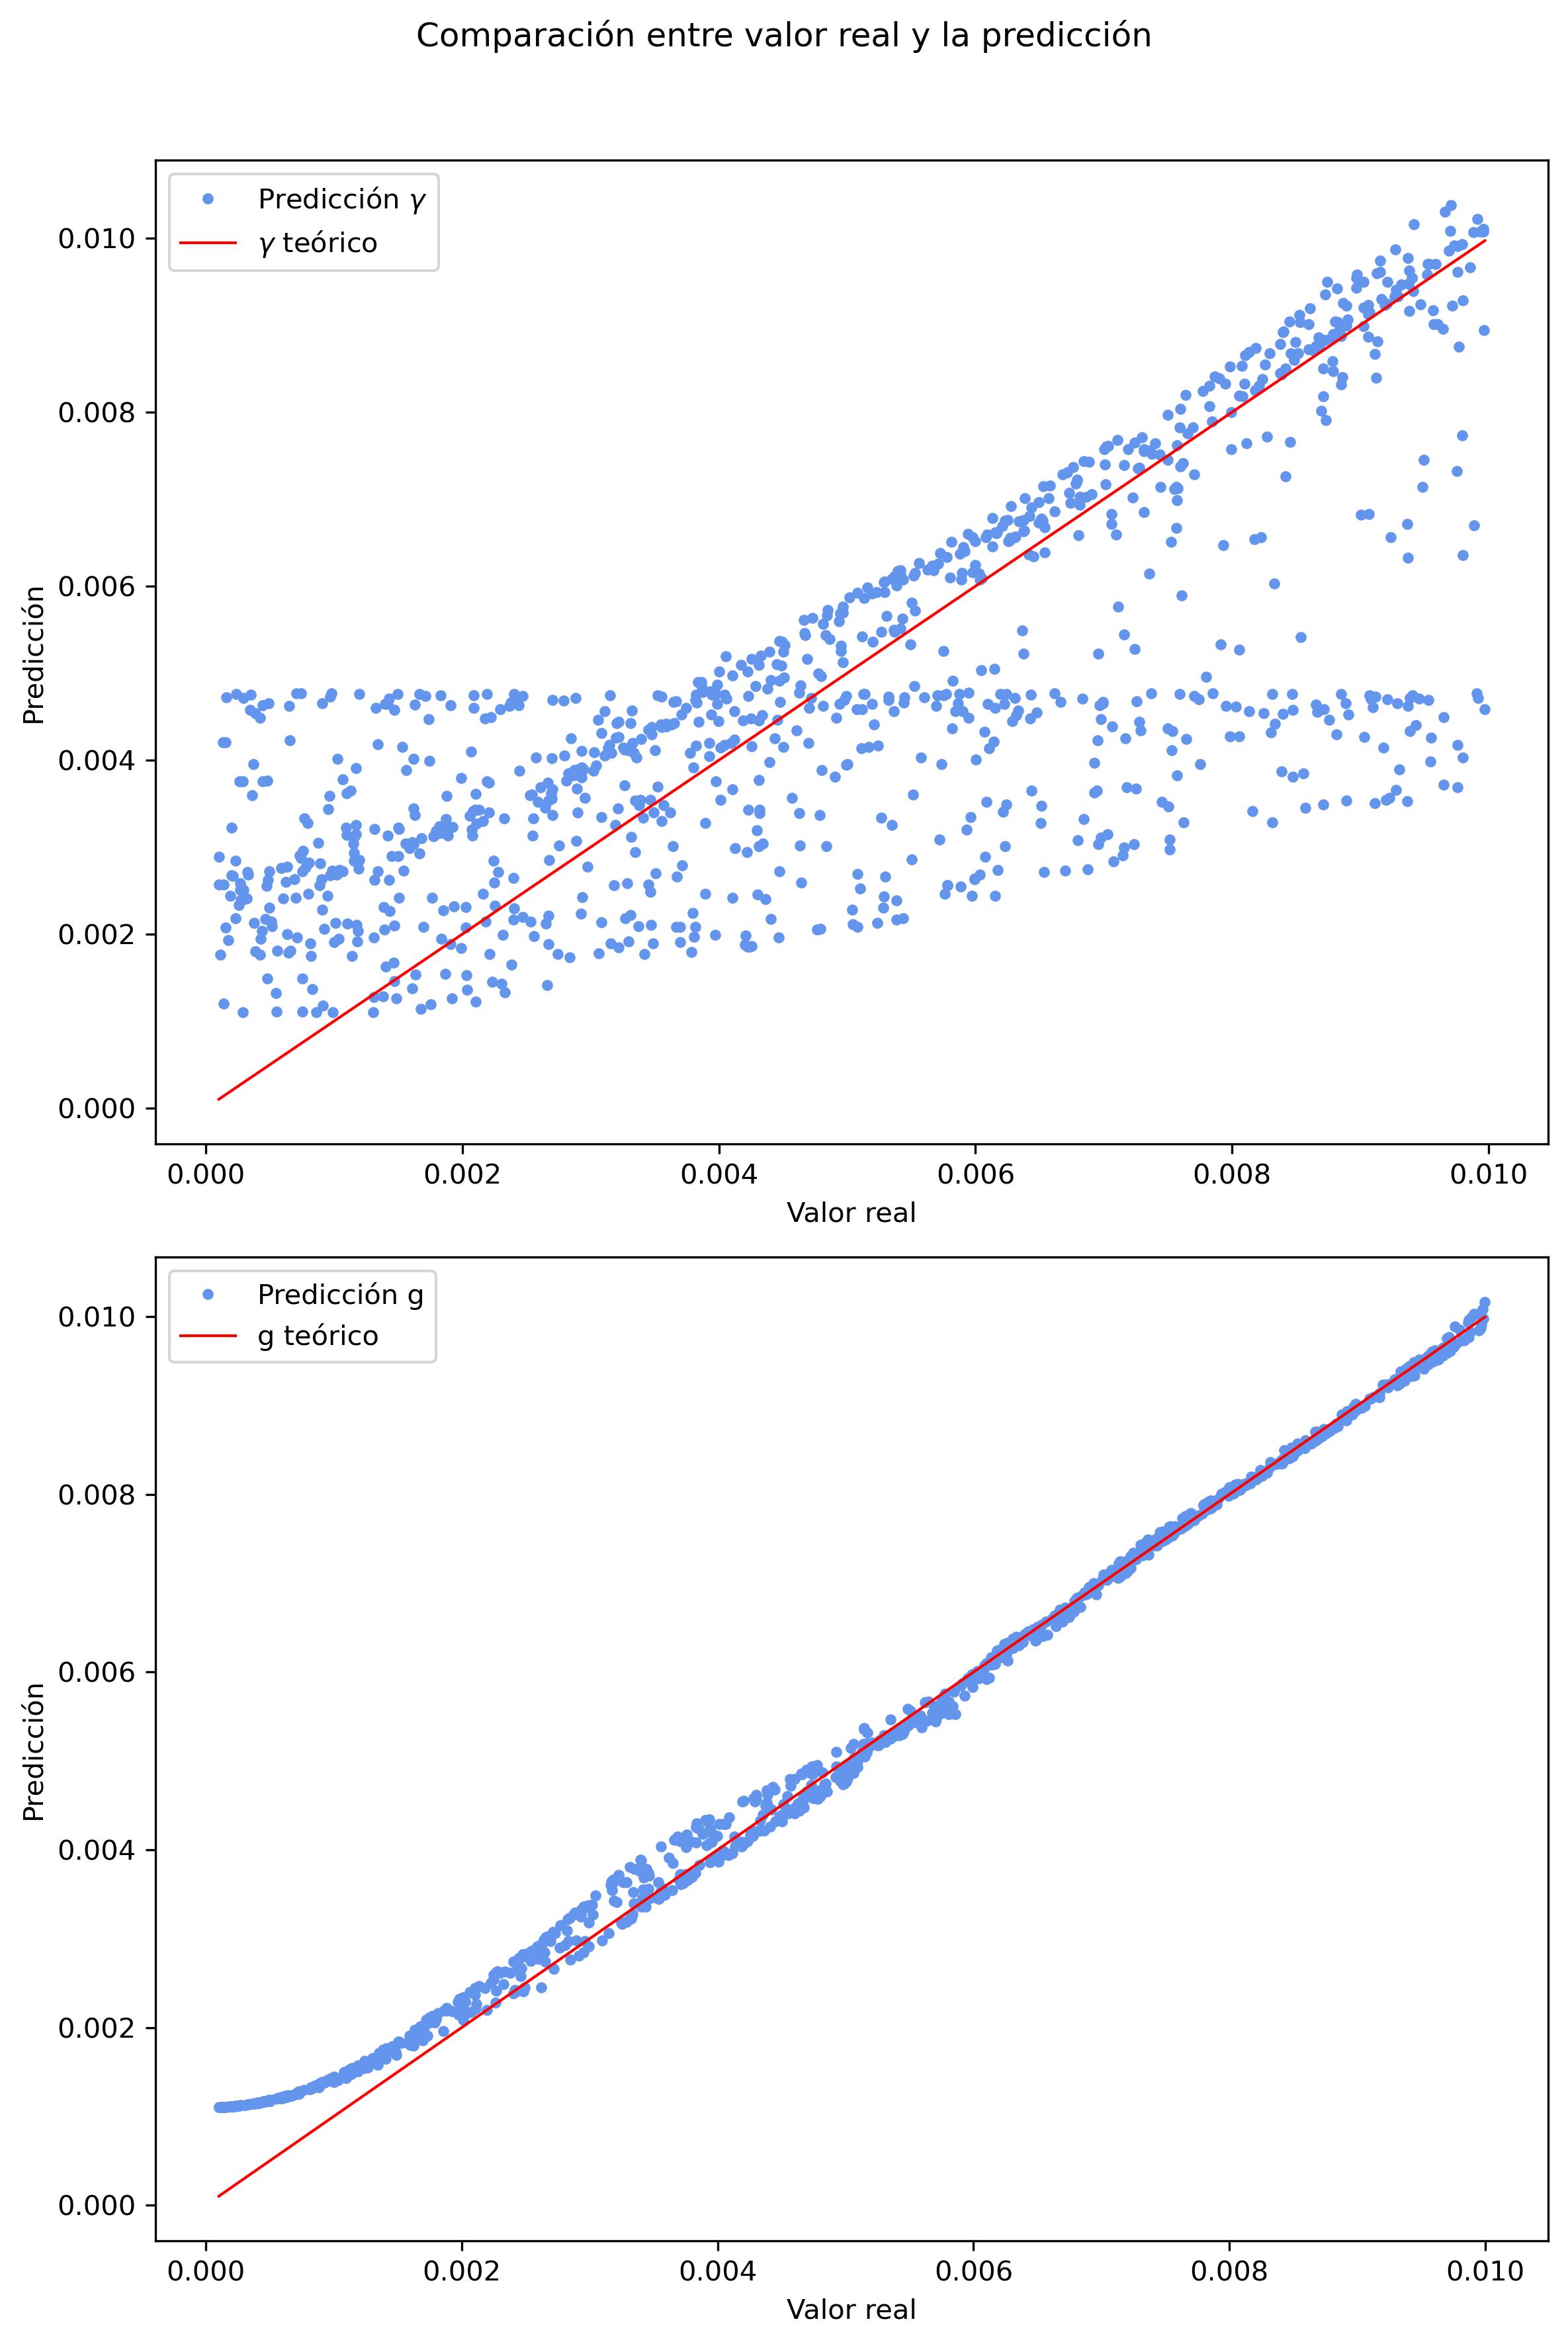 Comparación entre valor real y la predicción
Predicción γ
γ teórico
0.010
0.008
0.006
0.004
0.002
0.000
Predicción
0.000 0.002 0.004 0.006 0.008 0.010
Valor real
Predicción g
g teórico
0.010
0.008
0.006
0.004
0.002
0.000
Predicción
0.000 0.002 0.004 0.006 0.008 0.010
Valor real